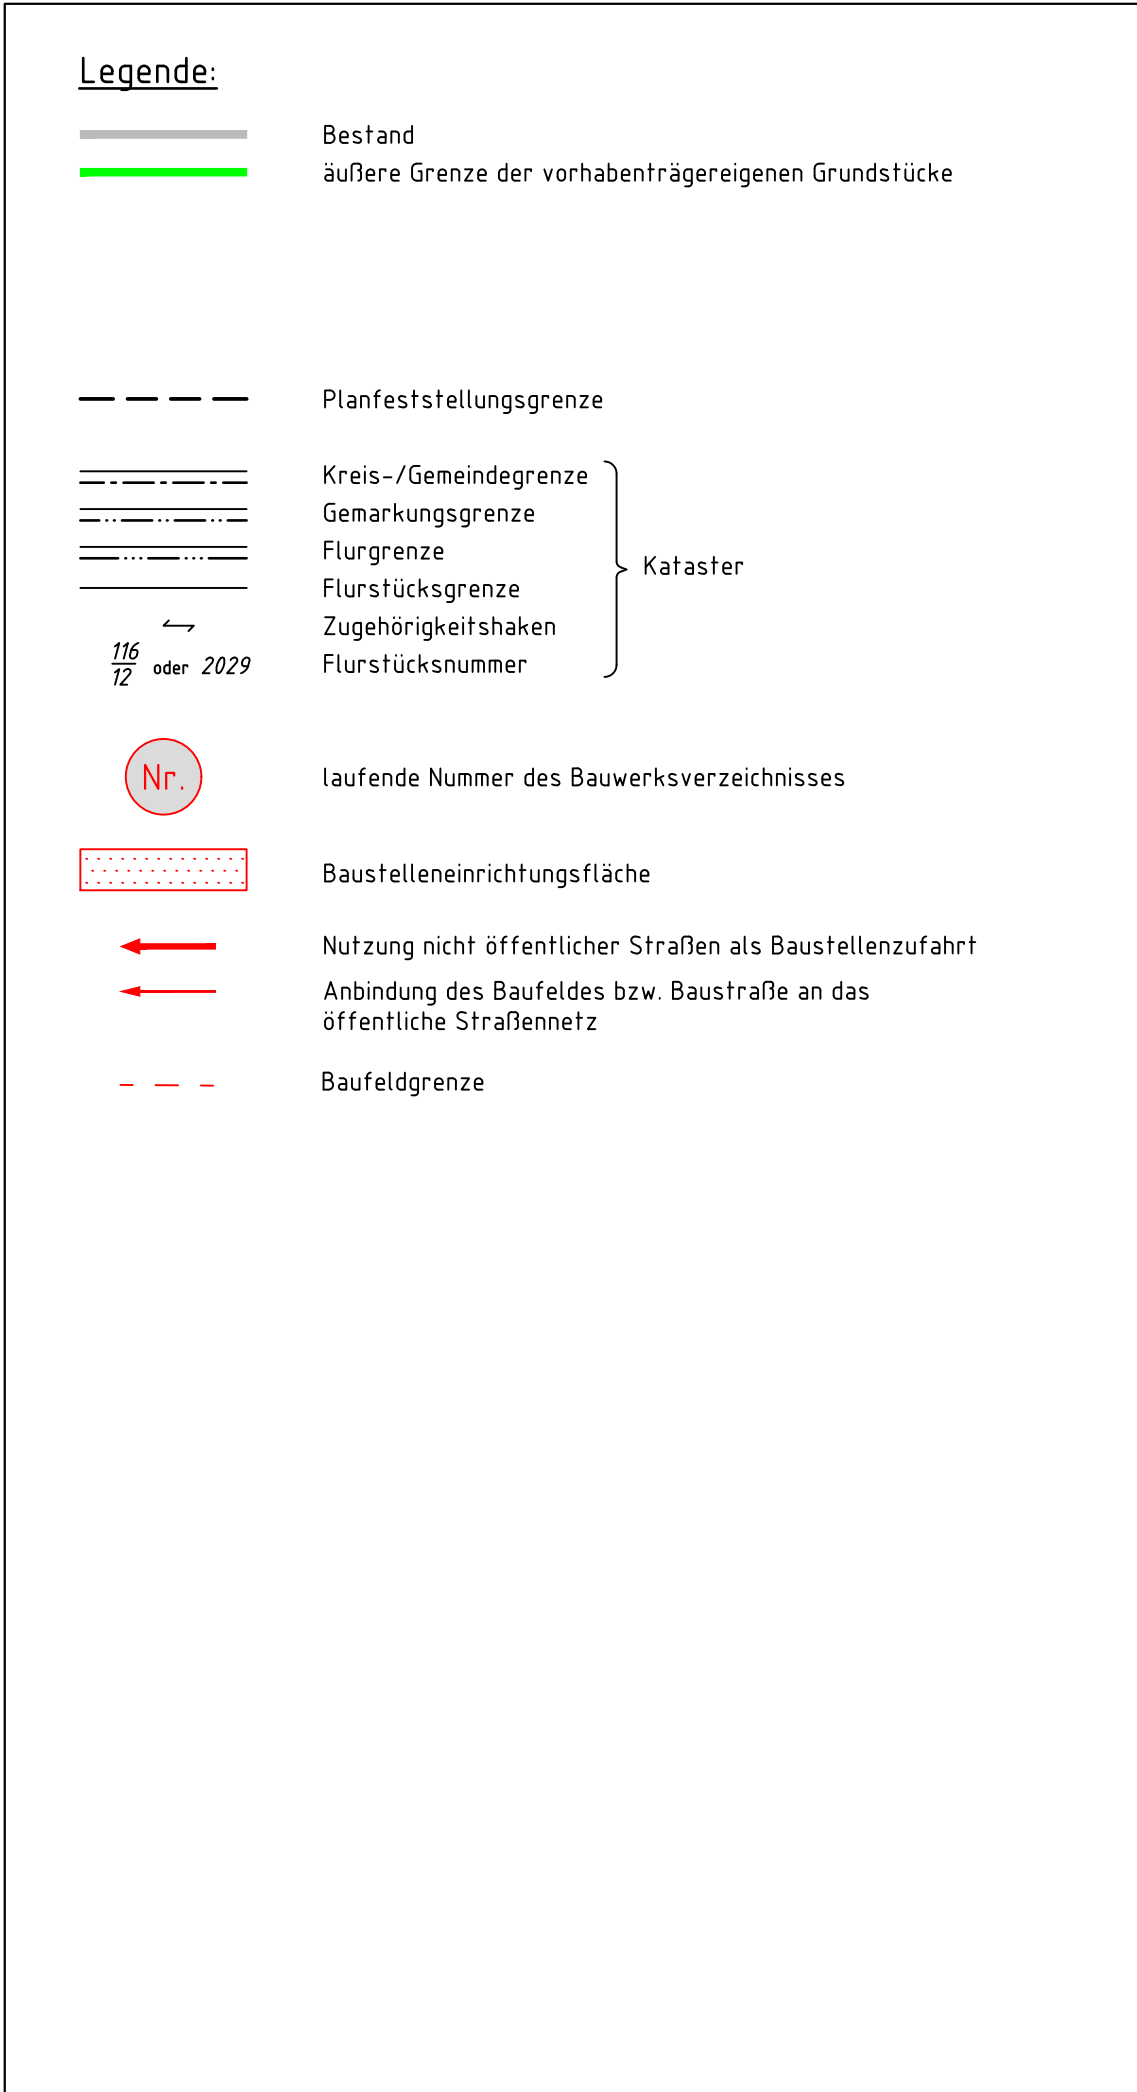 Legende:
Bestand
äußere Grenze der vorhabenträgereigenen Grundstücke
Planfeststellungsgrenze
Kreis-/Gemeindegrenze
Gemarkungsgrenze
Flurgrenze
Flurstücksgrenze
Kataster
Zugehörigkeitshaken
116
12 oder 2029 Flurstücksnummer
Nr. laufende Nummer des Bauwerksverzeichnisses
Baustelleneinrichtungsfläche
Nutzung nicht öffentlicher Straßen als Baustellenzufahrt
Anbindung des Baufeldes bzw. Baustraße an das
öffentliche Straßennetz
Baufeldgrenze